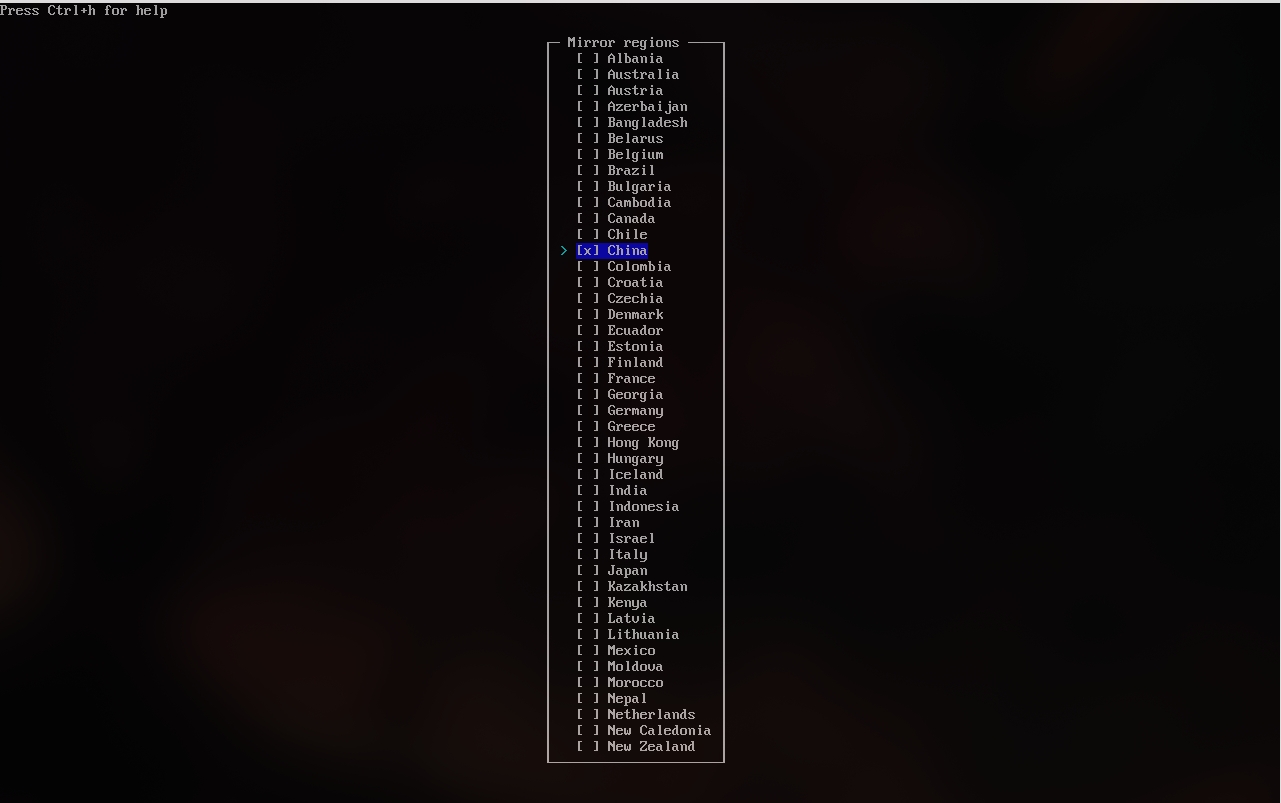 Press Ctrl+h for help
Mirror regions
[ ] Albania
[ ] Australia
[ ] Austria
[ ] Azerbaijan
[ ] Bangladesh
[ ] Belarus
[ ] Belgium
[ ] Brazil
[ ] Bulgaria
[ ] Cambodia
[ ] Canada
[ ] Chile
> [x] China
[ ] Colombia
[ ] Croatia
[ ] Czechia
[ ] Denmark
[ ] Ecuador
[ ] Estonia
[ ] Finland
[ ] France
[ ] Georgia
[ ] Germany
[ ] Greece
[ ] Hong Kong
[ ] Hungary
[ ] Iceland
[ ] India
[ ] Indonesia
[ ] Iran
[ ] Israel
[ ] Italy
[ ] Japan
[ ] Kazakhstan
[ ] Kenya
[ ] Latvia
[ ] Lithuania
[ ] Mexico
[ ] Moldova
[ ] Morocco
[ ] Nepal
[ ] Netherlands
[ ] New Caledonia
[ ] New Zealand